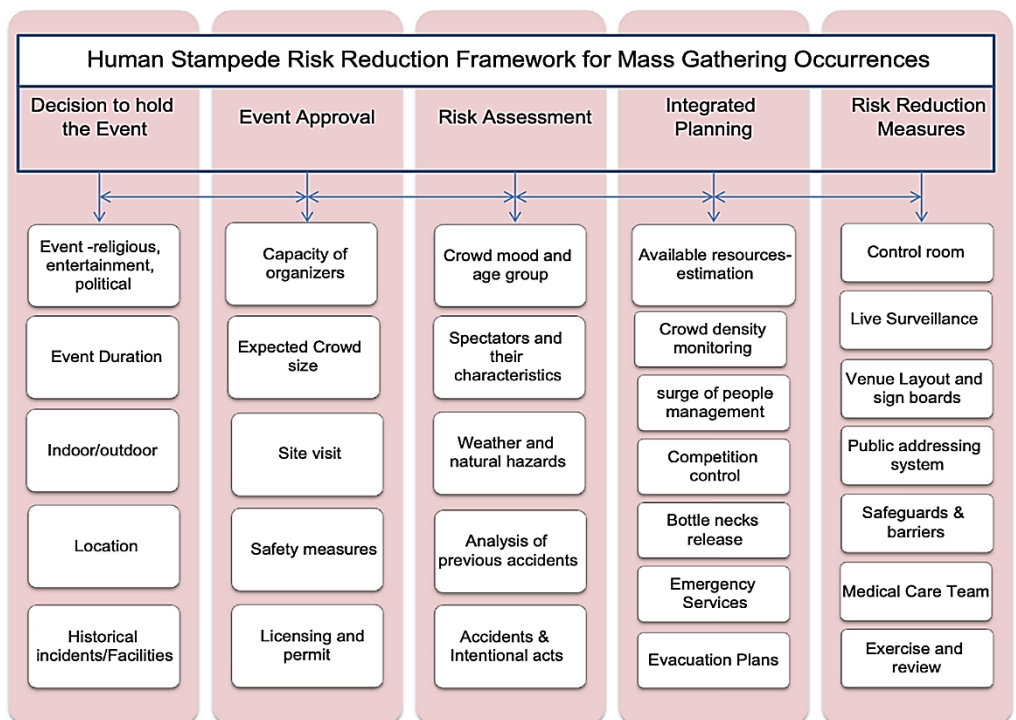 Human Stampede Risk Reduction Framework for Mass Gathering Occurrences
Decision to hold
the Event
Event Approval
Risk Assessment
Integrated
Planning
Risk Reduction
Measures
Event -religious,
entertainment,
political
Event Duration
Indoor/outdoor
Location
Historical
incidents/Facilities
Capacity of
organizers
Expected Crowd
size
Site visit
Safety measures
Licensing and
permit
Crowd mood and
age group
Spectators and
their
characteristics
Weather and
natural hazards
Analysis of
previous accidents
Accidents &
Intentional acts
Available resources-
estimation
Crowd density
monitoring
surge of people
management
Competition
control
Bottle necks
release
Emergency
Services
Evacuation Plans
Control room
Live Surveillance
Venue Layout and
sign boards
Public addressing
system
Safeguards &
barriers
Medical Care Team
Exercise and
review